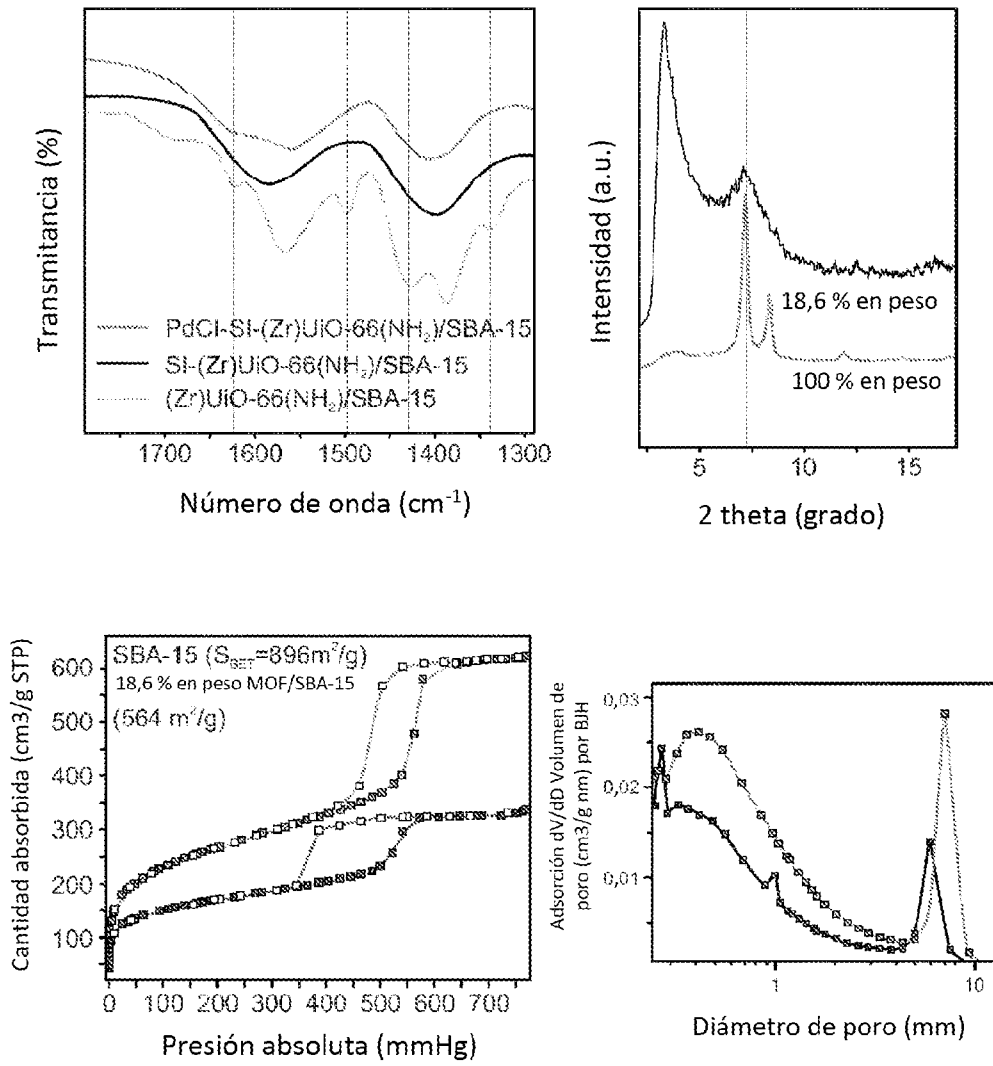 Transmitancia (%)
PdCl-SI-(Zr)UiO-66(NH₂)/SBA-15
SI-(Zr)UiO-66(NH₂)/SBA-15
(Zr)UiO-66(NH₂)/SBA-15
1700 1600 1500 1400 1300
Número de onda (cm⁻¹)
Intensidad (a.u.)
18,6 % en peso
100 % en peso
5 10 15
2 theta (grado)
Cantidad absorbida (cm3/g STP)
600
500
400
300
200
100
SBA-15 (S_BET=896m²/g)
18,6 % en peso MOF/SBA-15
(564 m²/g)
0 100 200 300 400 500 600 700
Presión absoluta (mmHg)
Adsorción dV/dD Volumen de
poro (cm3/g nm) por BJH
0,03
0,02
0,01
1 10
Diámetro de poro (mm)